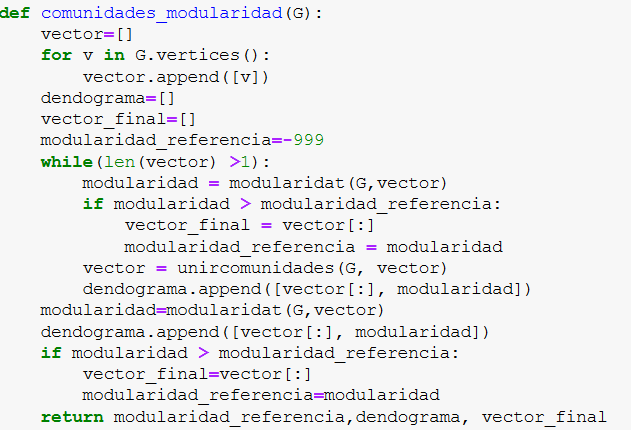 def comunidades_modularidad(G):
    vector=[]
    for v in G.vertices():
        vector.append([v])
    dendograma=[]
    vector_final=[]
    modularidad_referencia=-999
    while(len(vector) >1):
        modularidad = modularidat(G,vector)
        if modularidad > modularidad_referencia:
            vector_final = vector[:]
            modularidad_referencia = modularidad
        vector = unircomunidades(G, vector)
        dendograma.append([vector[:], modularidad])
    modularidad=modularidat(G,vector)
    dendograma.append([vector[:], modularidad])
    if modularidad > modularidad_referencia:
        vector_final=vector[:]
        modularidad_referencia=modularidad
    return modularidad_referencia,dendograma, vector_final